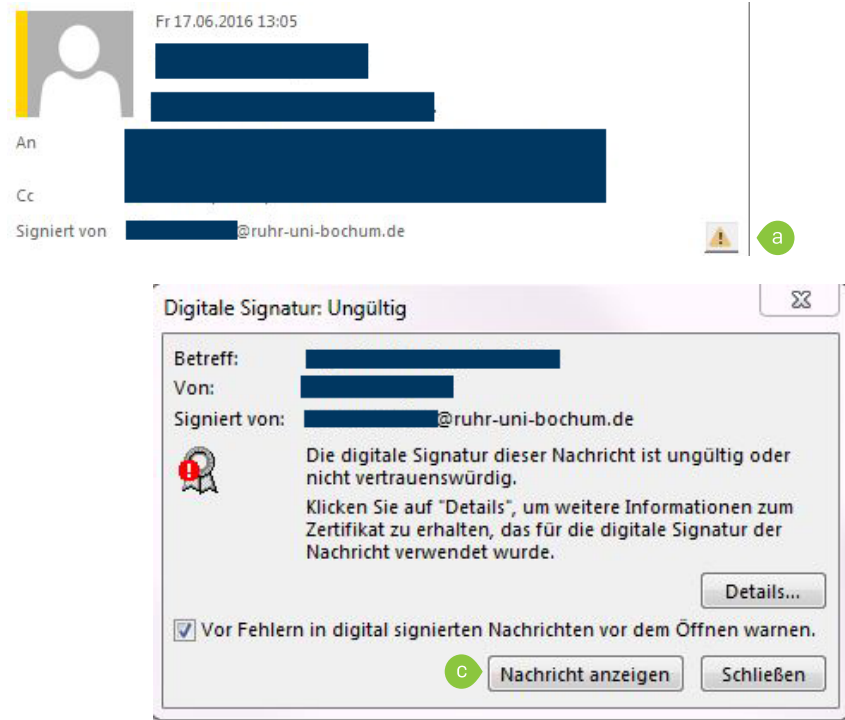 Fr 17.06.2016 13:05
An
Cc
Signiert von @ruhr-uni-bochum.de
a
Digitale Signatur: Ungültig
Betreff:
Von:
Signiert von: @ruhr-uni-bochum.de
Die digitale Signatur dieser Nachricht ist ungültig oder
nicht vertrauenswürdig.
Klicken Sie auf "Details", um weitere Informationen zum
Zertifikat zu erhalten, das für die digitale Signatur der
Nachricht verwendet wurde.
Details...
Vor Fehlern in digital signierten Nachrichten vor dem Öffnen warnen.
c Nachricht anzeigen Schließen